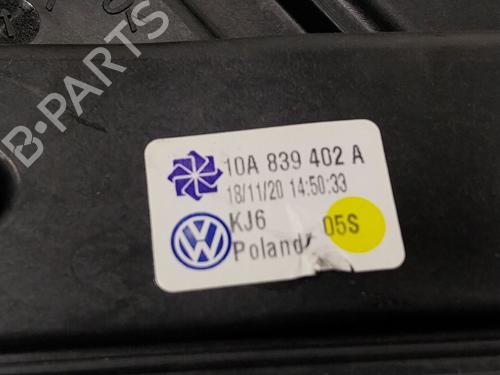 B-PARTS
10A 839 402 A
18/11/20 14:50:33
KJ6 05S
Poland